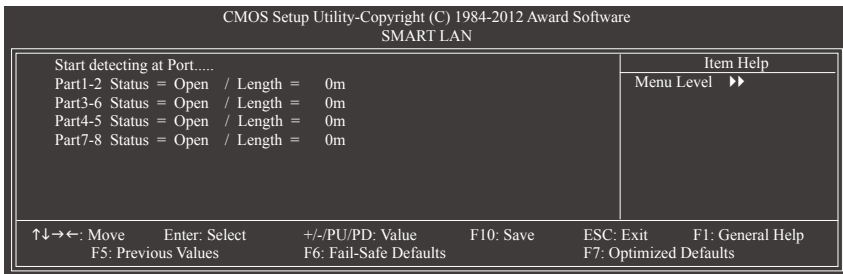 CMOS Setup Utility-Copyright (C) 1984-2012 Award Software
SMART LAN
Start detecting at Port.....
Part1-2 Status = Open / Length = 0m
Part3-6 Status = Open / Length = 0m
Part4-5 Status = Open / Length = 0m
Part7-8 Status = Open / Length = 0m
Item Help
Menu Level ▶▶
↑↓→←: Move Enter: Select +/-/PU/PD: Value F10: Save ESC: Exit F1: General Help
F5: Previous Values F6: Fail-Safe Defaults F7: Optimized Defaults